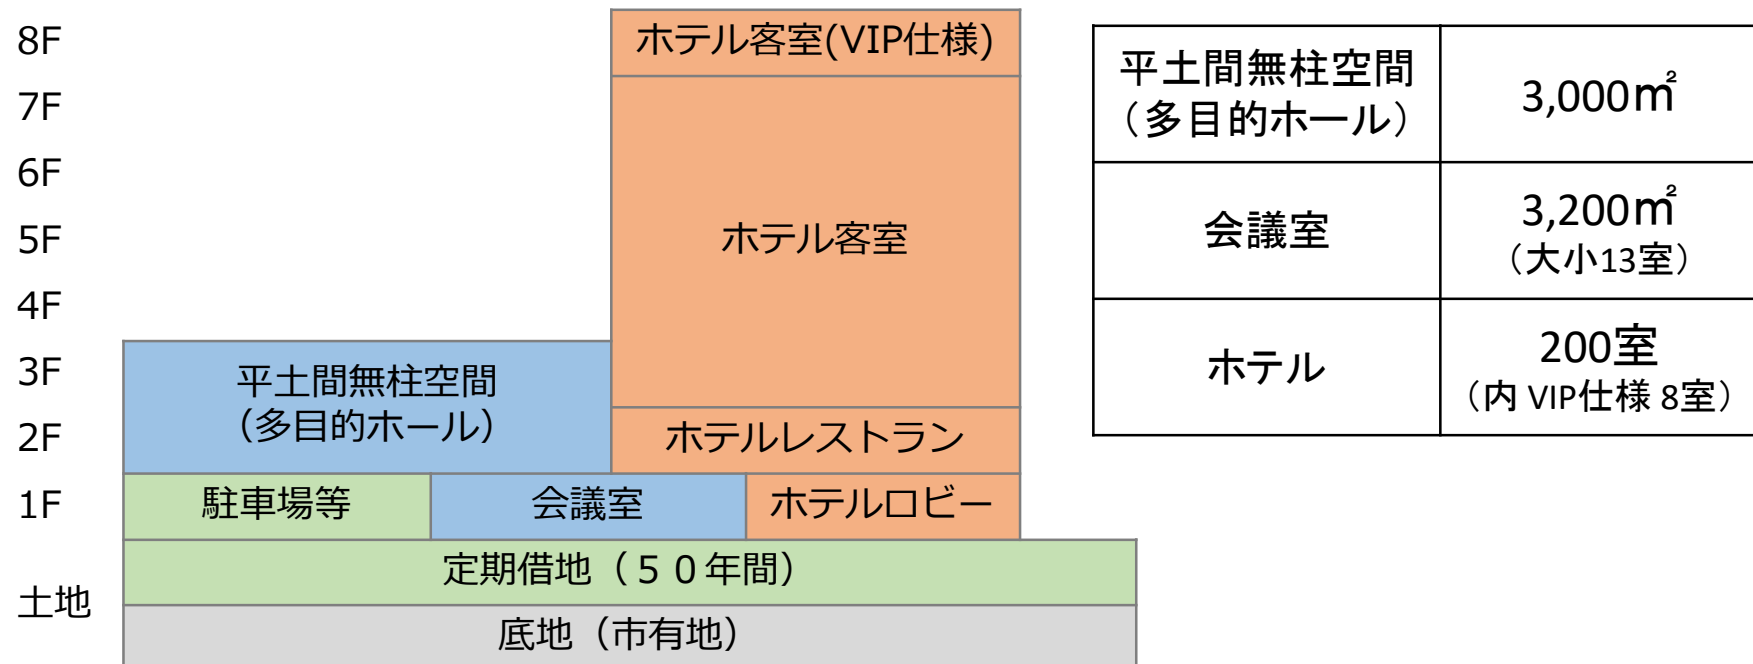 8F
ホテル客室(VIP仕様)
7F
6F
5F
ホテル客室
4F
3F
平土間無柱空間
（多目的ホール）
2F
ホテルレストラン
1F
駐車場等
会議室
ホテルロビー
土地
定期借地（５０年間）
底地（市有地）
平土間無柱空間
（多目的ホール）
3,000㎡
会議室
3,200㎡
（大小13室）
ホテル
200室
（内 VIP仕様 8室）